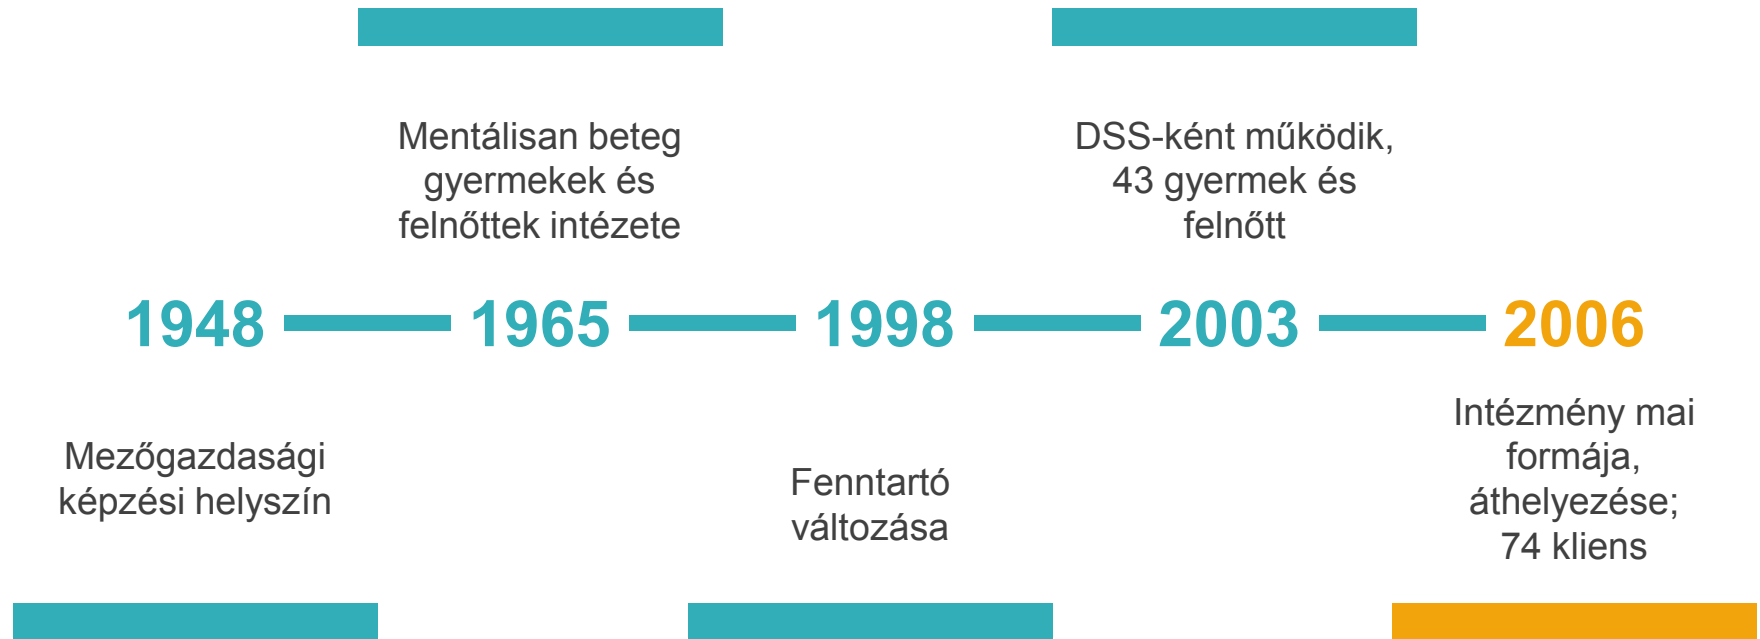 Mentálisan beteg
gyermekek és
felnőttek intézete
DSS-ként működik,
43 gyermek és
felnőtt
1948
1965
1998
2003
2006
Mezőgazdasági
képzési helyszín
Fenntartó
változása
Intézmény mai
formája,
áthelyezése;
74 kliens